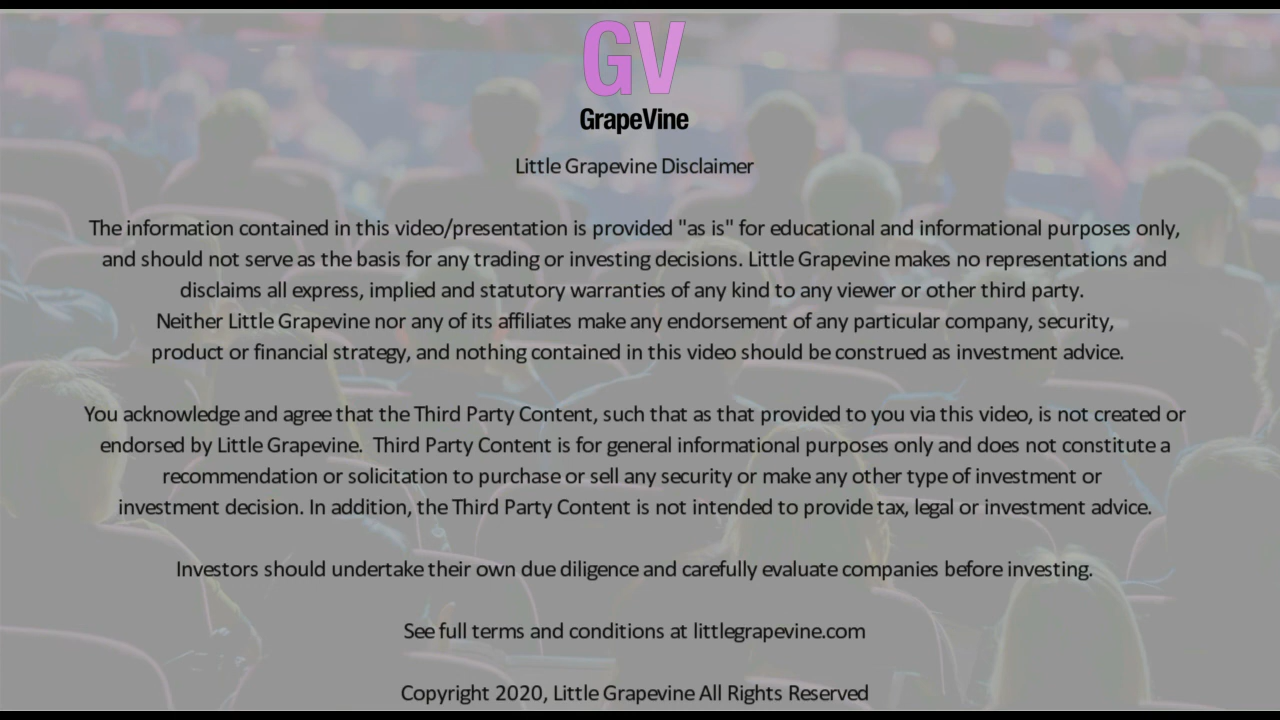 GV
GrapeVine
Little Grapevine Disclaimer
The information contained in this video/presentation is provided "as is" for educational and informational purposes only,
and should not serve as the basis for any trading or investing decisions. Little Grapevine makes no representations and
disclaims all express, implied and statutory warranties of any kind to any viewer or other third party.
Neither Little Grapevine nor any of its affiliates make any endorsement of any particular company, security,
product or financial strategy, and nothing contained in this video should be construed as investment advice.
You acknowledge and agree that the Third Party Content, such that as that provided to you via this video, is not created or
endorsed by Little Grapevine.  Third Party Content is for general informational purposes only and does not constitute a
recommendation or solicitation to purchase or sell any security or make any other type of investment or
investment decision. In addition, the Third Party Content is not intended to provide tax, legal or investment advice.
Investors should undertake their own due diligence and carefully evaluate companies before investing.
See full terms and conditions at littlegrapevine.com
Copyright 2020, Little Grapevine All Rights Reserved